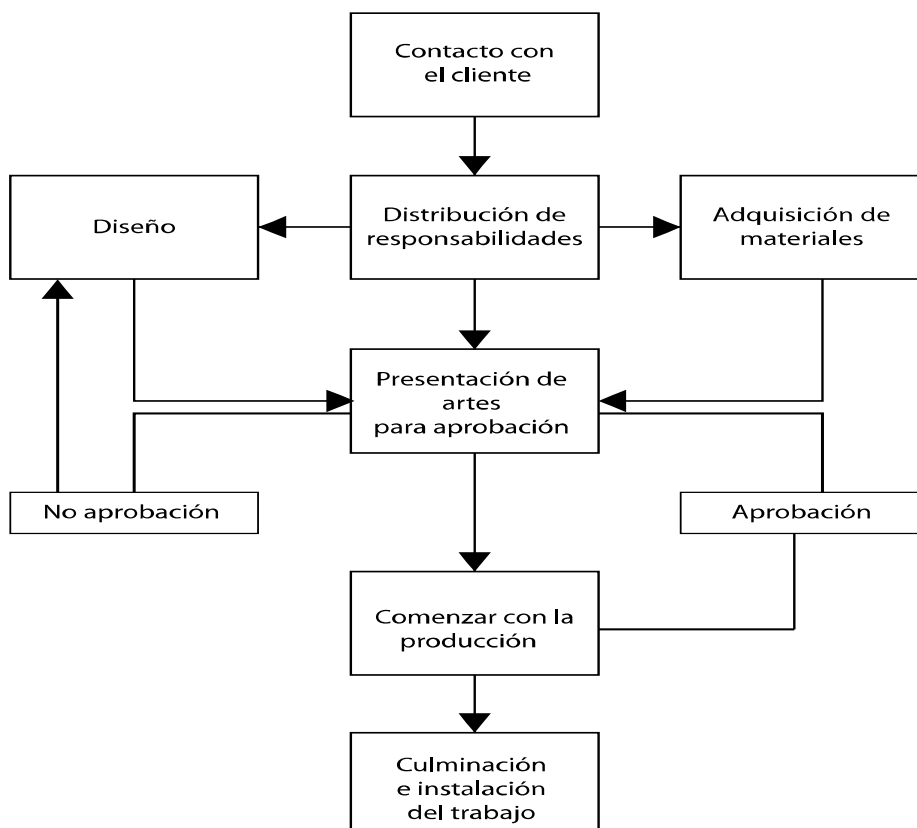 Contacto con
el cliente
Diseño
Distribución de
responsabilidades
Adquisición de
materiales
Presentación de
artes
para aprobación
No aprobación
Aprobación
Comenzar con la
producción
Culminación
e instalación
del trabajo